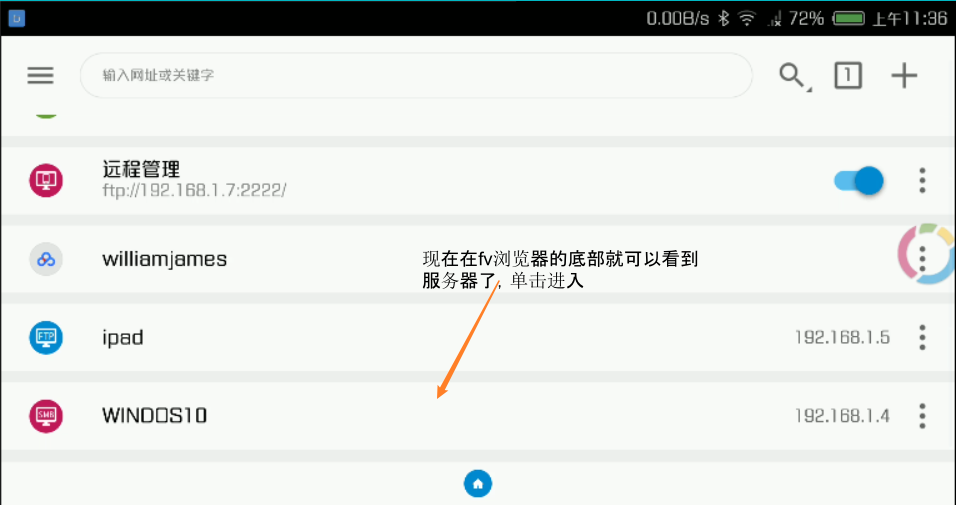 0.00B/s 72% 上午11:36
输入网址或关键字
1
远程管理
ftp://192.168.1.7:2222/
williamjames
现在在fv浏览器的底部就可以看到
服务器了, 单击进入
FTP
ipad
192.168.1.5
SMB
WINDOS10
192.168.1.4